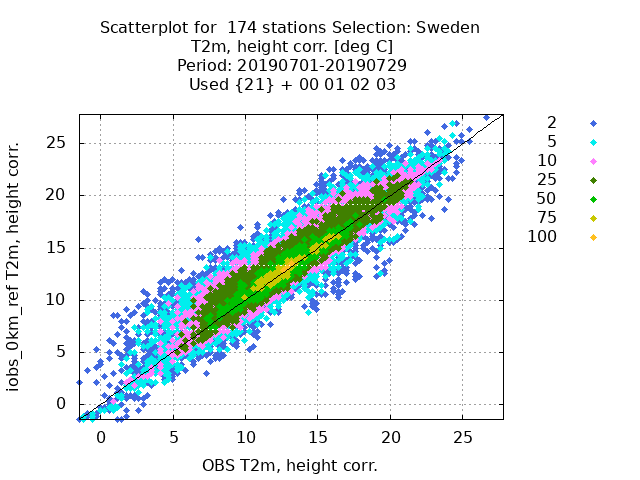 Scatterplot for  174 stations Selection: Sweden
T2m, height corr. [deg C]
Period: 20190701-20190729
Used {21} + 00 01 02 03
iobs_0km_ref T2m, height corr.
25
20
15
10
5
0
0 5 10 15 20 25
OBS T2m, height corr.
2
5
10
25
50
75
100